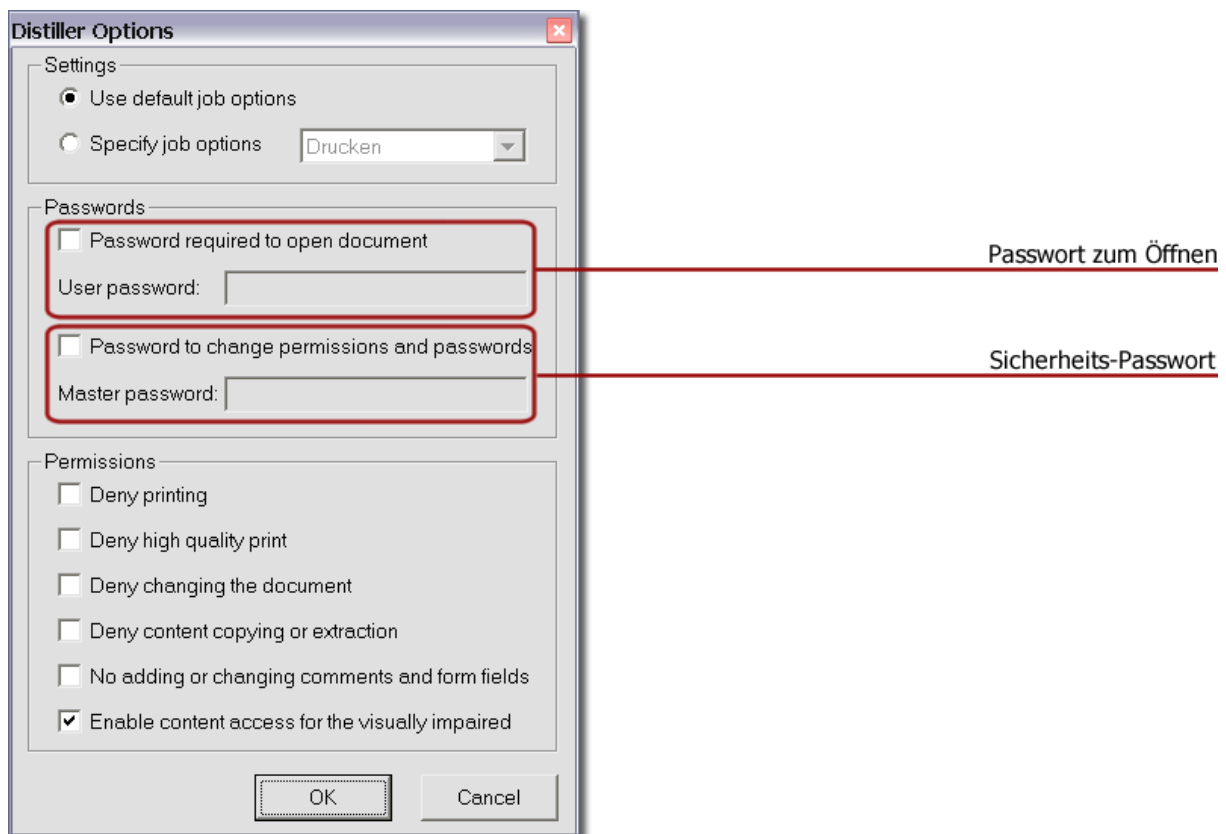 Distiller Options
Settings
Use default job options
Specify job options
Drucken
Passwords
Password required to open document
User password:
Passwort zum Öffnen
Password to change permissions and passwords
Master password:
Sicherheits-Passwort
Permissions
Deny printing
Deny high quality print
Deny changing the document
Deny content copying or extraction
No adding or changing comments and form fields
Enable content access for the visually impaired
OK
Cancel